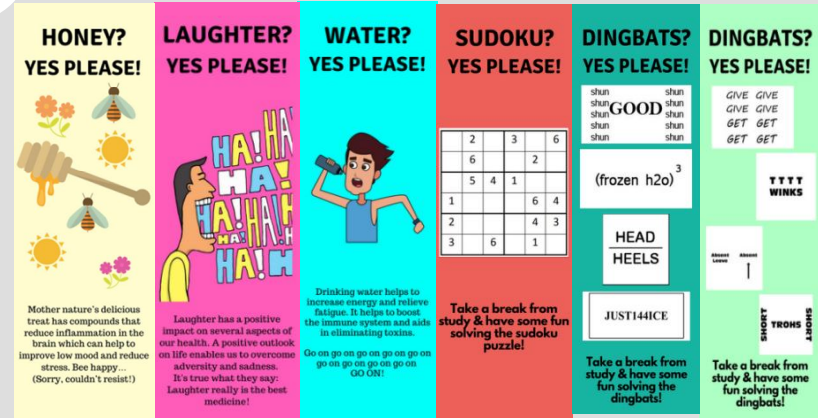 HONEY?
YES PLEASE!
Mother nature's delicious
treat has compounds that
reduce inflammation in the
brain which can help to
improve low mood and reduce
stress. Bee happy...
(Sorry, couldn't resist!)
LAUGHTER?
YES PLEASE!
HA! HA
HA!
HA!HA!H
HA! HA!H
HA!H
Laughter has a positive
impact on several aspects of
our health. A positive outlook
on life enables us to overcome
adversity and sadness.
It's true what they say:
Laughter really is the best
medicine!
WATER?
YES PLEASE!
Drinking water helps to
increase energy and relieve
fatigue. It helps to boost
the immune system and aids
in eliminating toxins.
Go on go on go on go on go on
go on go on go on go on
GO ON!
SUDOKU?
YES PLEASE!
2 3 6
6 2
5 4 1
1 6 4
2 4 3
3 6 1
Take a break from
study & have some fun
solving the sudoku
puzzle!
DINGBATS?
YES PLEASE!
shun shun
shun GOOD shun
shun shun
shun shun
shun shun
(frozen h2o)³
HEAD
HEELS
JUST144ICE
Take a break from
study & have some
fun solving the
dingbats!
DINGBATS?
YES PLEASE!
GIVE GIVE
GIVE GIVE
GET GET
GET GET
T T T T
WINKS
Absent Absent
Leave
SHORT TROHS SHORT
Take a break from
study & have some
fun solving the
dingbats!